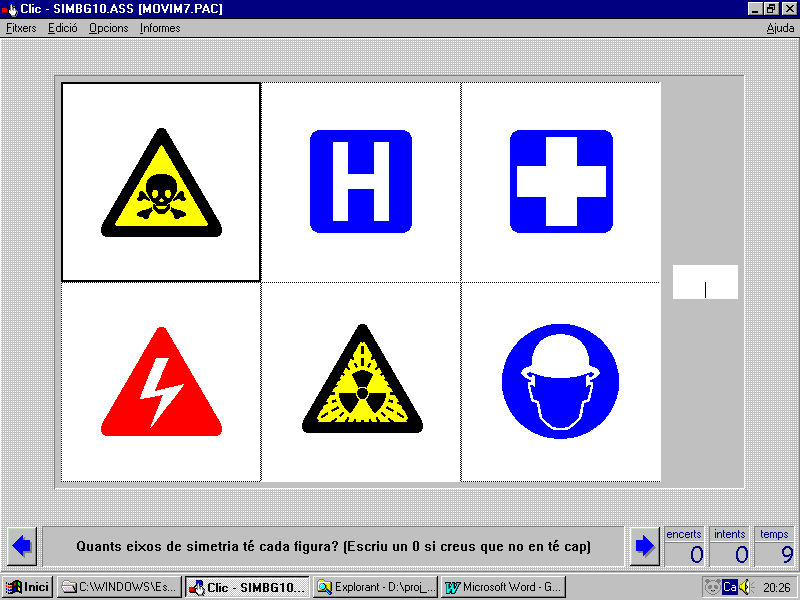 Clic - SIMBG10.ASS [MOVIM7.PAC]
Fitxers Edició Opcions Informes Ajuda
H
Quants eixos de simetria té cada figura? (Escriu un 0 si creus que no en té cap)
encerts intents temps
0 0 9
Inici C:\WINDOWS\Es... Clic - SIMBG10... Explorant - D:\proj_... Microsoft Word - G... Ca 20:26